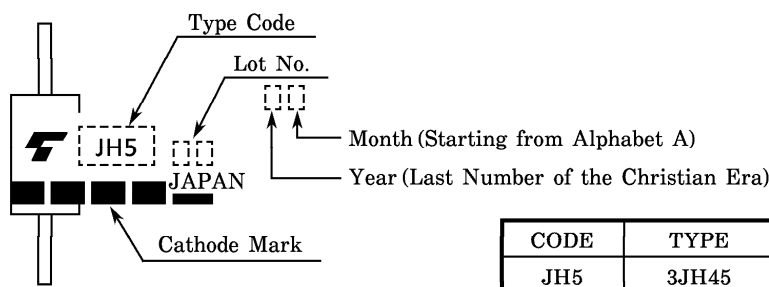 Type Code
Lot No.
JH5
JAPAN
Month (Starting from Alphabet A)
Year (Last Number of the Christian Era)
Cathode Mark
CODE TYPE
JH5 3JH45